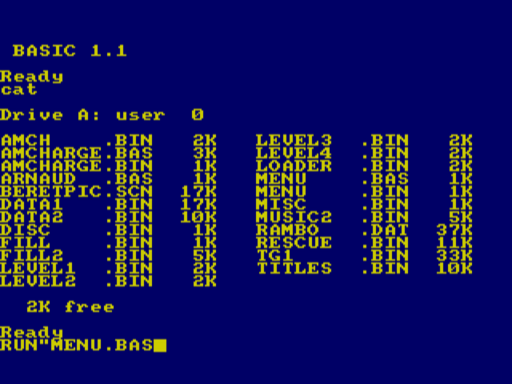 BASIC 1.1
Ready
cat
Drive A: user  0
AMCH    .BIN   2K   LEVEL3  .BIN   2K
AMCHARGE.BAS   3K   LEVEL4  .BIN   2K
AMCHARGE.BIN   1K   LOADER  .BIN   2K
ARNAUD  .BAS   1K   MENU    .BAS   1K
BERETPIC.SCN  17K   MENU    .BIN   1K
DATA1   .BIN  17K   MISC    .BIN   1K
DATA2   .BIN  10K   MUSIC2  .BIN   5K
DISC    .BIN   1K   RAMBO   .DAT  37K
FILL    .BIN   1K   RESCUE  .BIN  11K
FILL2   .BIN   5K   TG1     .BIN  33K
LEVEL1  .BIN   2K   TITLES  .BIN  10K
LEVEL2  .BIN   2K
2K free
Ready
RUN"MENU.BAS